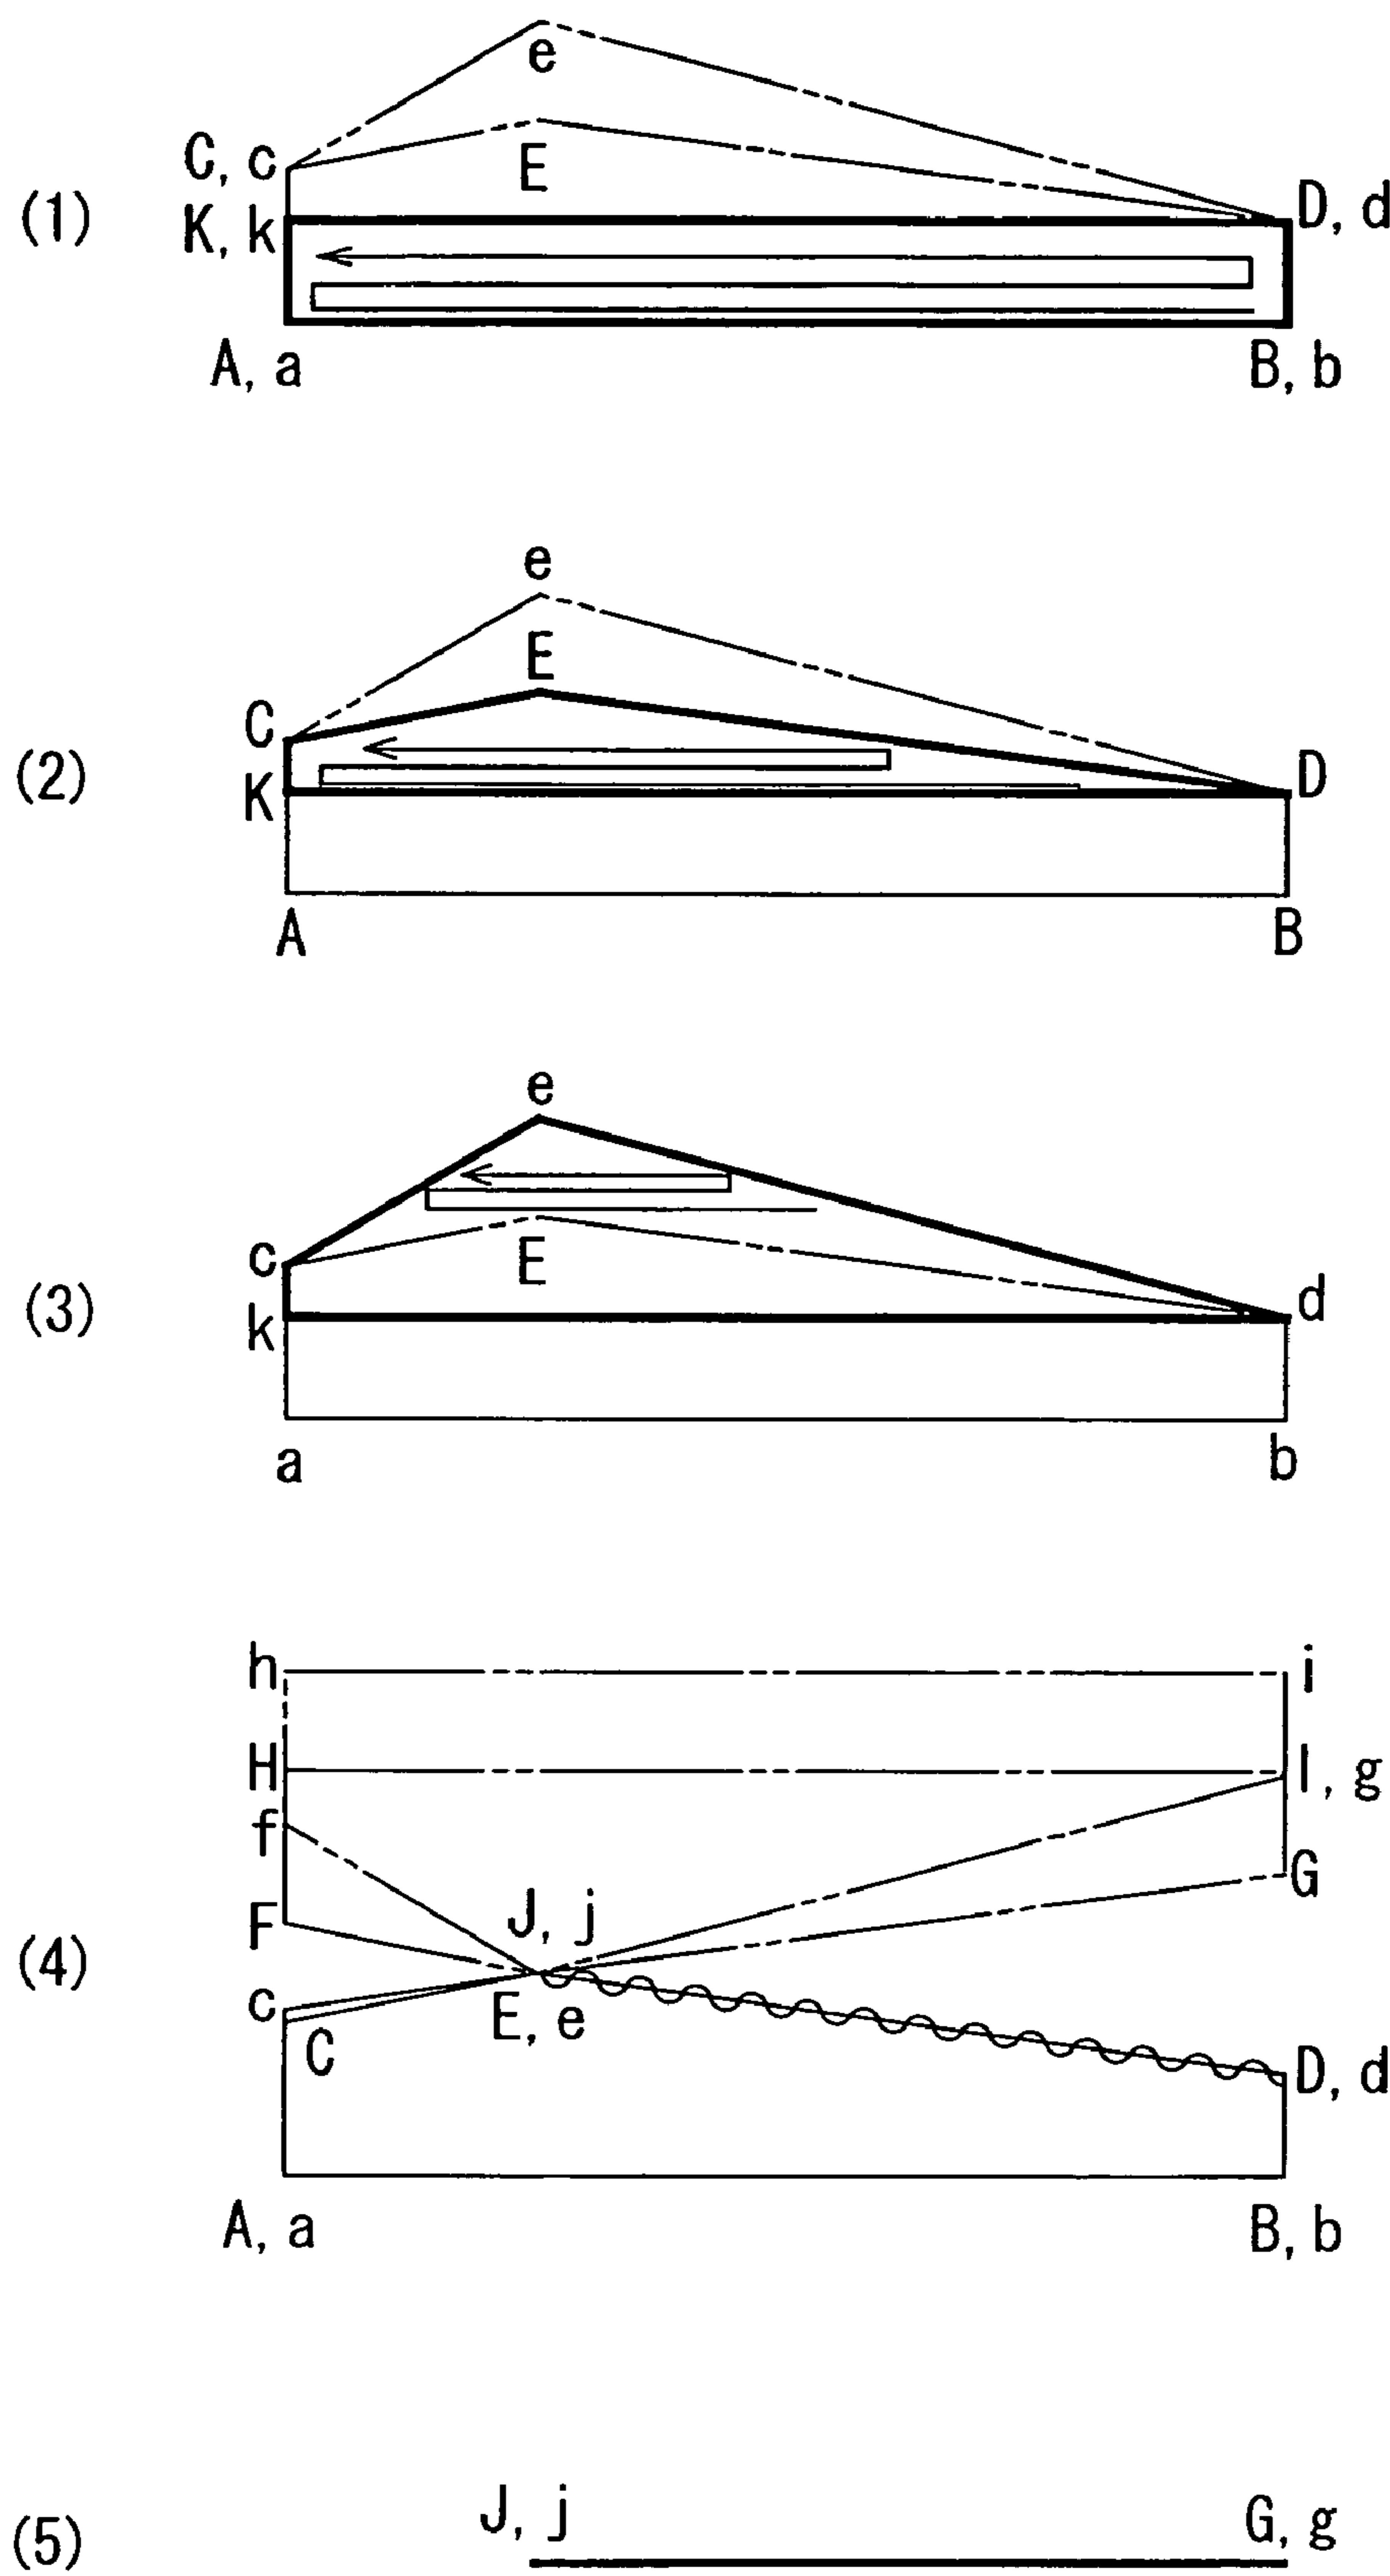 e
C, c
E
(1)
K, k
D, d
A, a
B, b
e
E
C
(2)
K
D
A
B
e
c
E
(3)
k
d
a
b
h
i
H
I, g
f
J, j
G
F
(4)
c
E, e
C
D, d
A, a
B, b
J, j
G, g
(5)